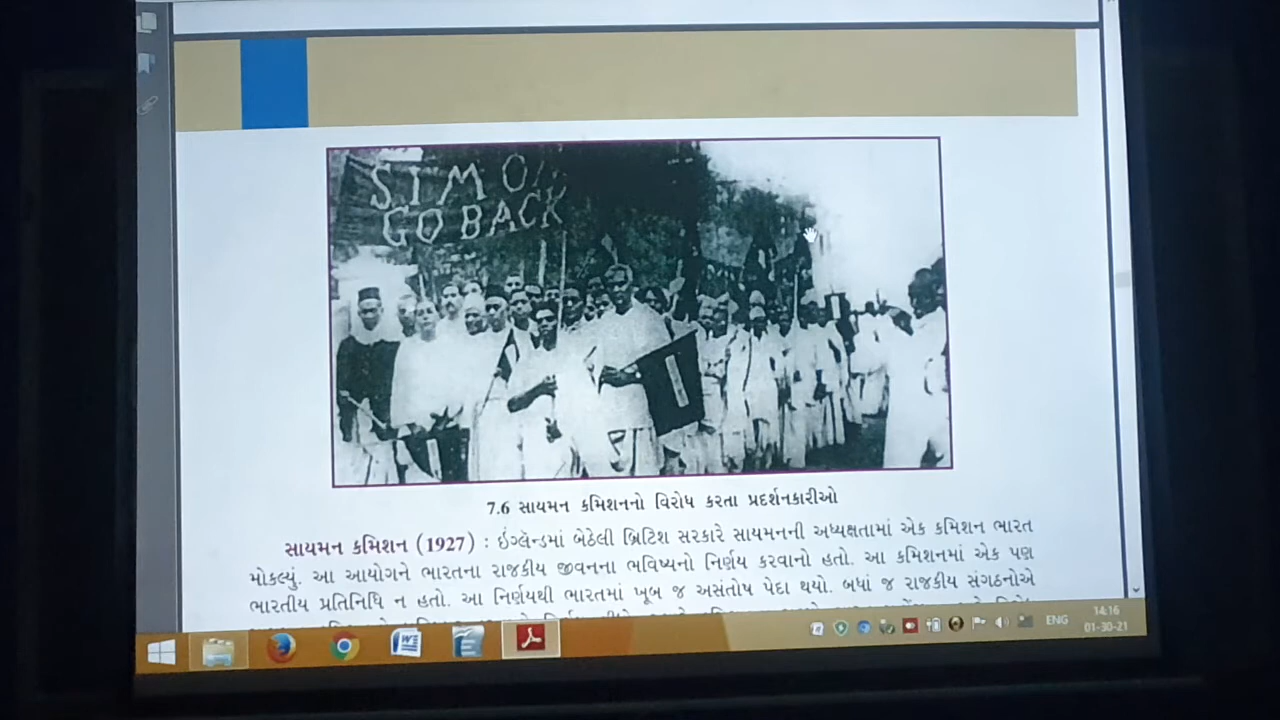 SIMON
GO BACK
7.6 સાયમન કમિશનનો વિરોધ કરતા પ્રદર્શનકારીઓ
સાયમન કમિશન (1927) : ઇંગ્લૅન્ડમાં બેઠેલી બ્રિટિશ સરકારે સાયમનની અધ્યક્ષતામાં એક કમિશન ભારત
મોકલ્યું. આ આયોગને ભારતના રાજકીય જીવનના ભવિષ્યનો નિર્ણય કરવાનો હતો. આ કમિશનમાં એક પણ
ભારતીય પ્રતિનિધિ ન હતો. આ નિર્ણયથી ભારતમાં ખૂબ જ અસંતોષ પેદા થયો. બધાં જ રાજકીય સંગઠનોએ
ENG
14:16
01-30-21